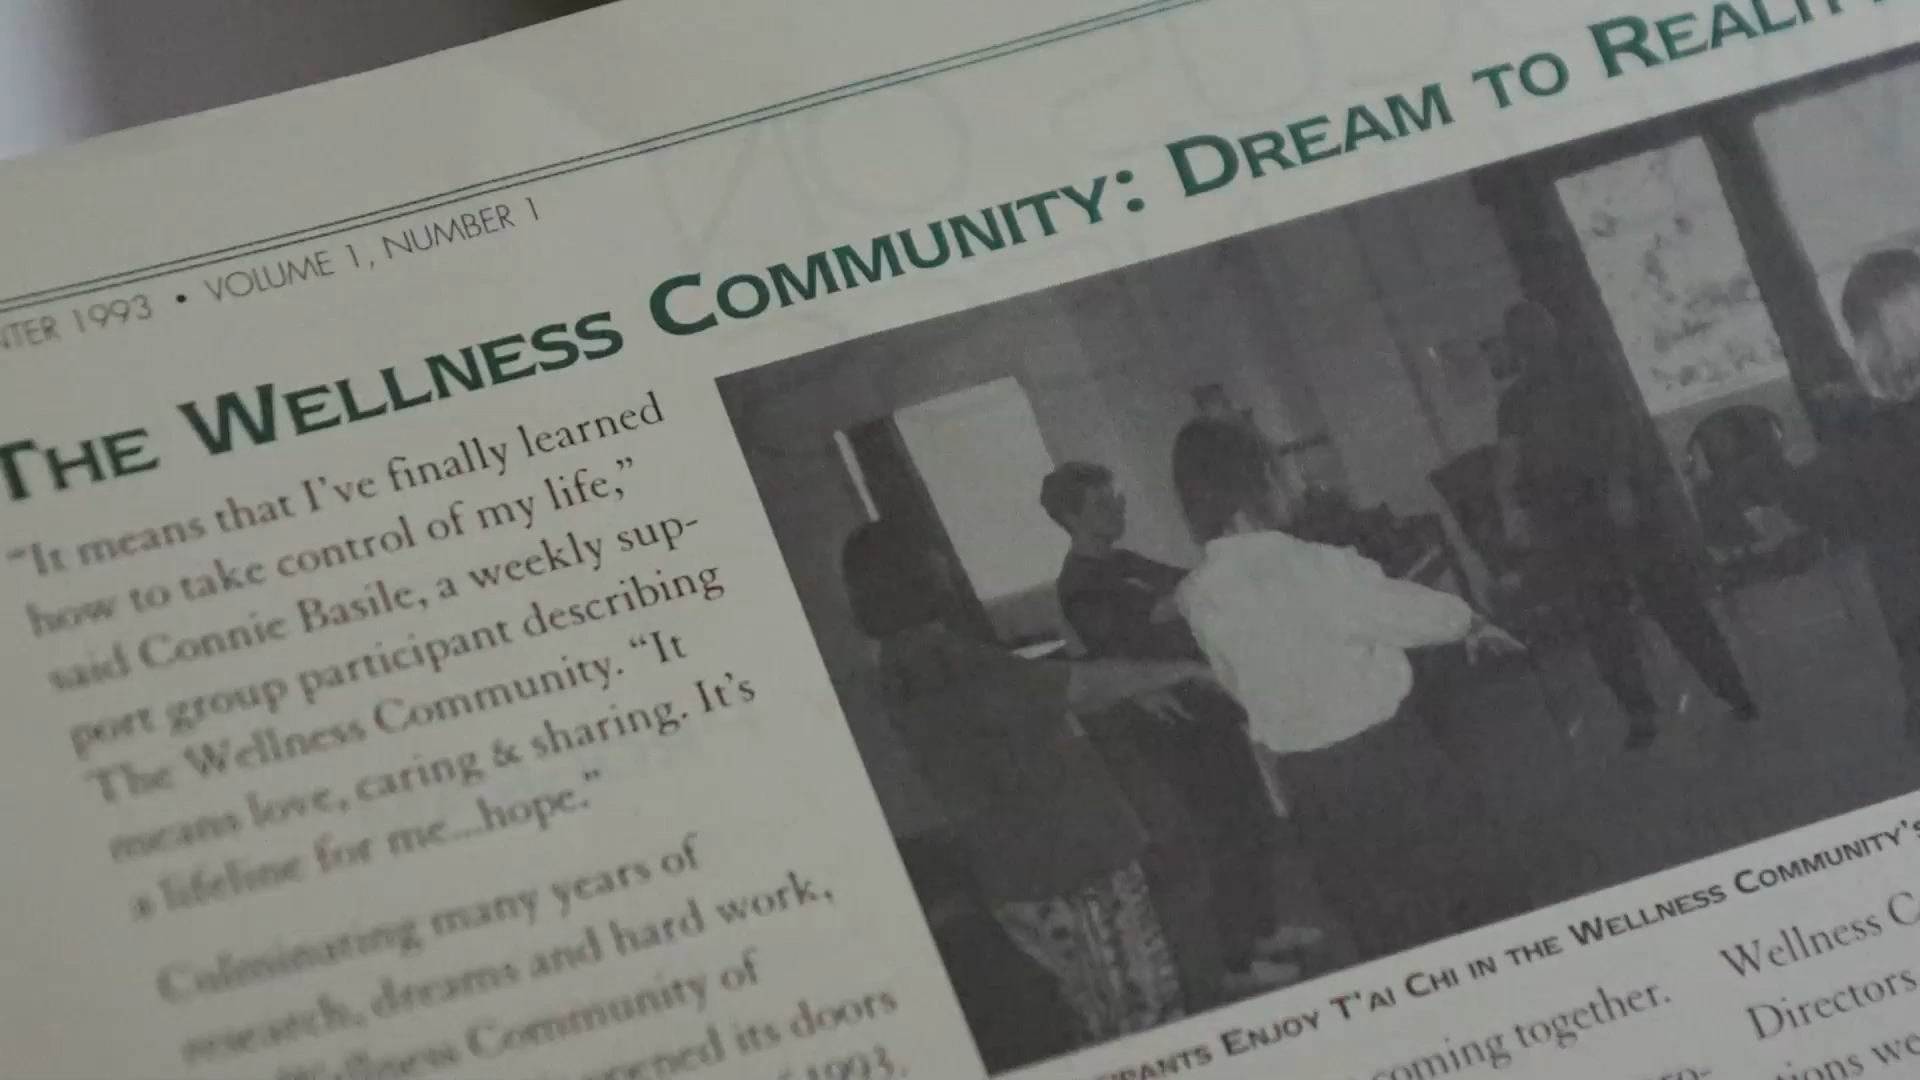 NTER 1993 • VOLUME 1, NUMBER 1
THE WELLNESS COMMUNITY: DREAM TO REALITY
"It means that I've finally learned
how to take control of my life,"
said Connie Basile, a weekly sup-
port group participant describing
The Wellness Community. "It
means love, caring & sharing. It's
a lifeline for me...hope."
Culminating many years of
research, dreams and hard work,
Wellness Community of
opened its doors
1993.
PANTS ENJOY T'AI CHI IN THE WELLNESS COMMUNITY'S
coming together.
Wellness C
Directors